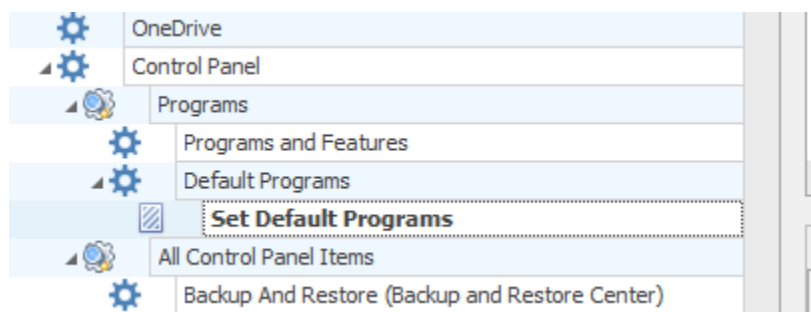 OneDrive
Control Panel
Programs
Programs and Features
Default Programs
Set Default Programs
All Control Panel Items
Backup And Restore (Backup and Restore Center)